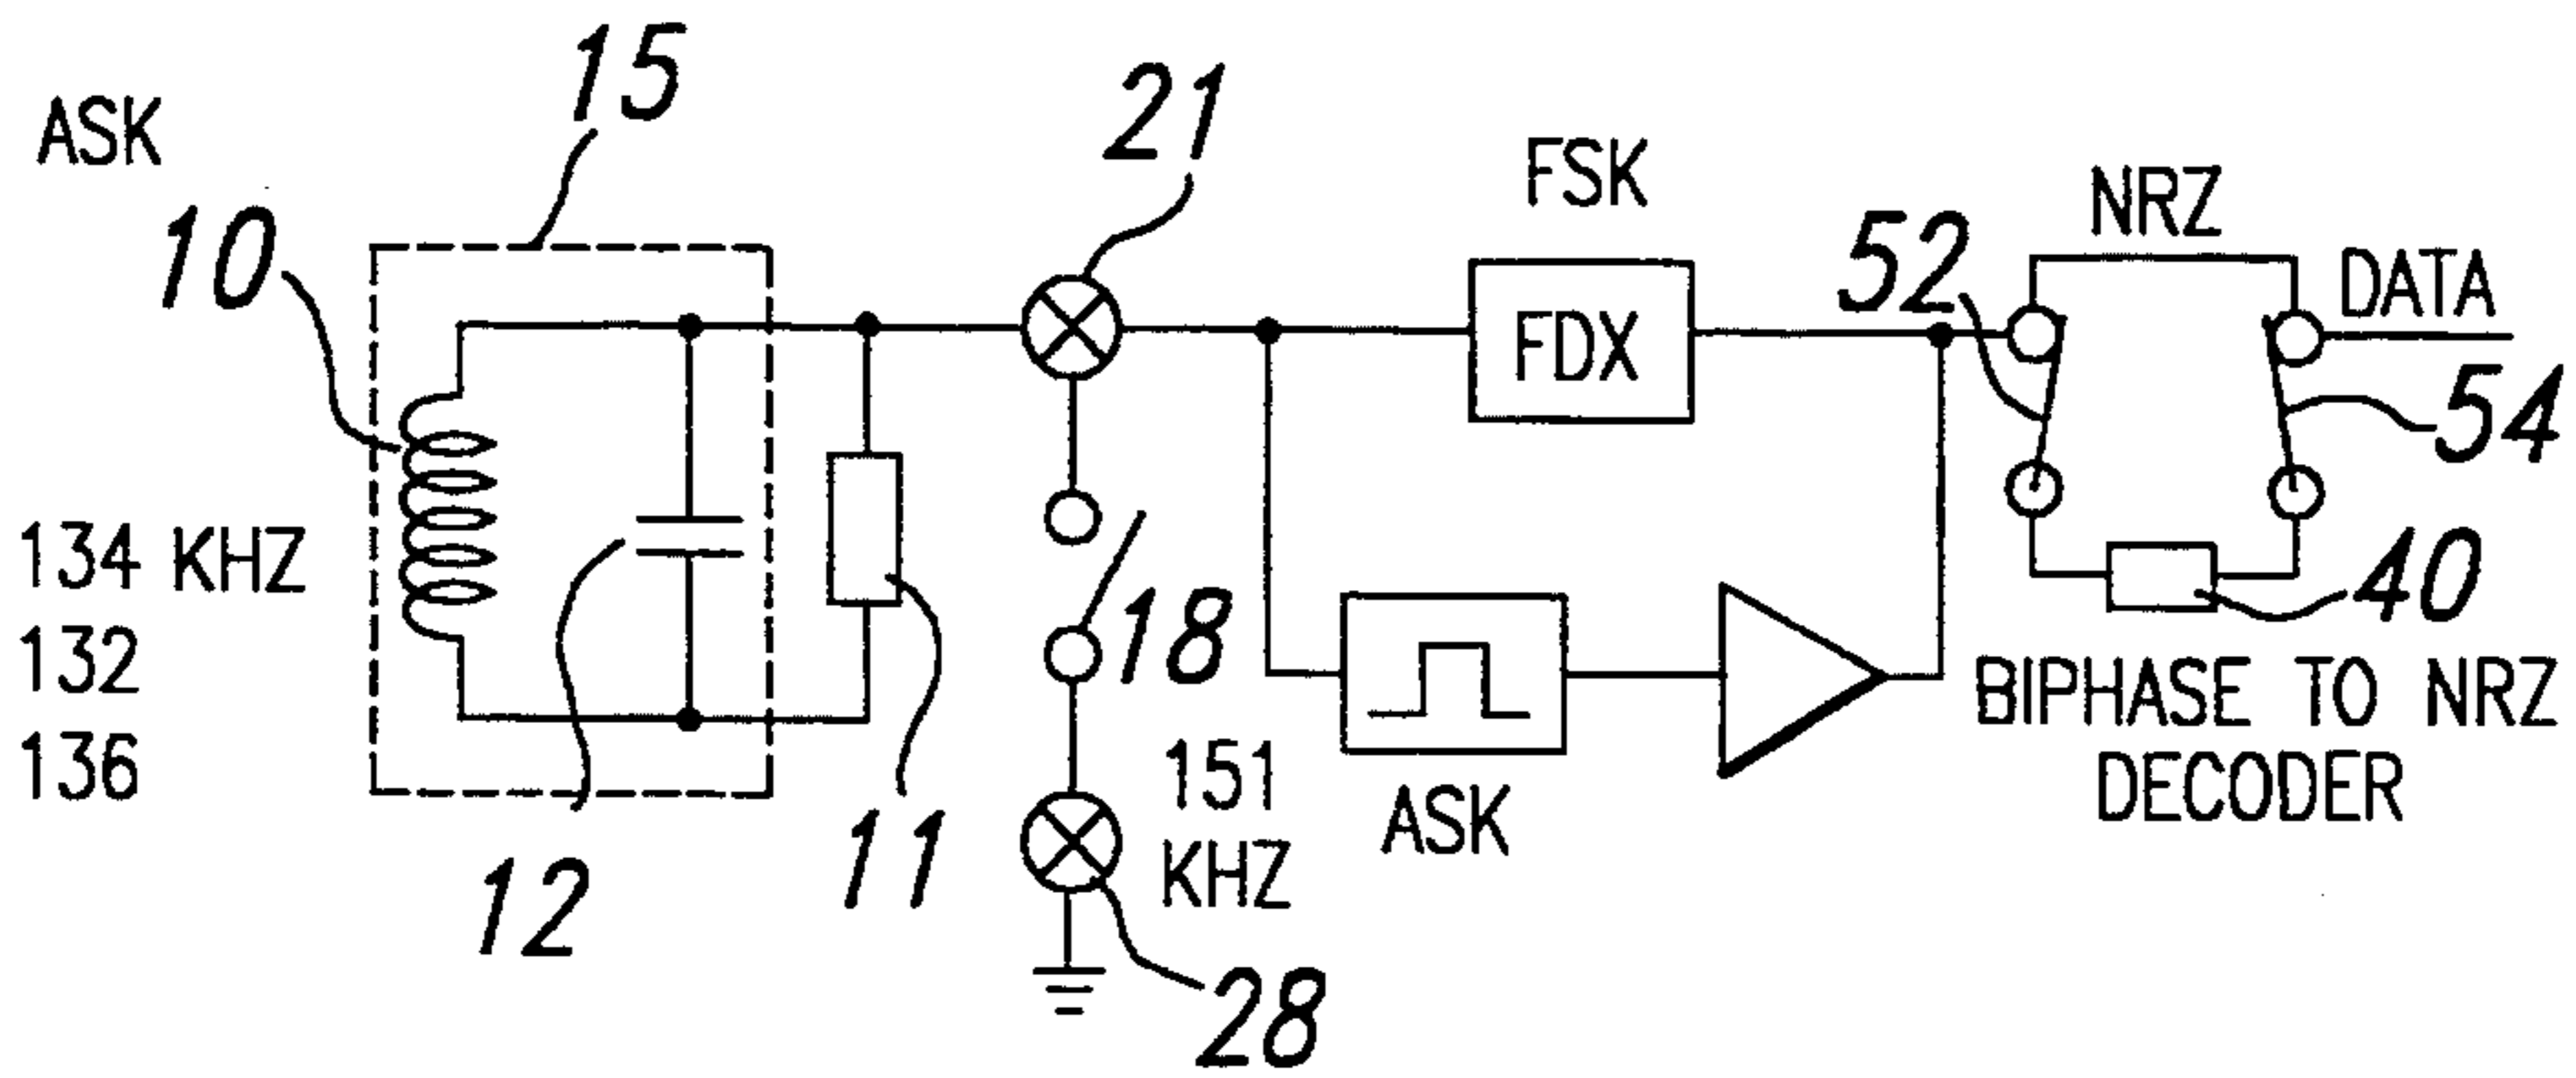 ASK
15
10
134 KHZ
132
136
12
11
21
18
151
KHZ
28
FSK
FDX
ASK
52
NRZ
DATA
54
40
BIPHASE TO NRZ
DECODER